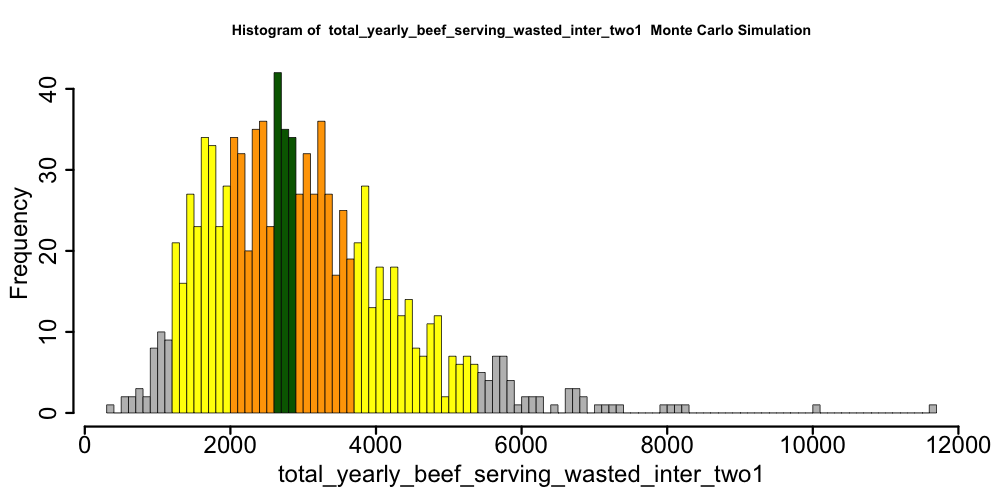 Histogram of  total_yearly_beef_serving_wasted_inter_two1  Monte Carlo Simulation
Frequency
40
30
20
10
0
0 2000 4000 6000 8000 10000 12000
total_yearly_beef_serving_wasted_inter_two1